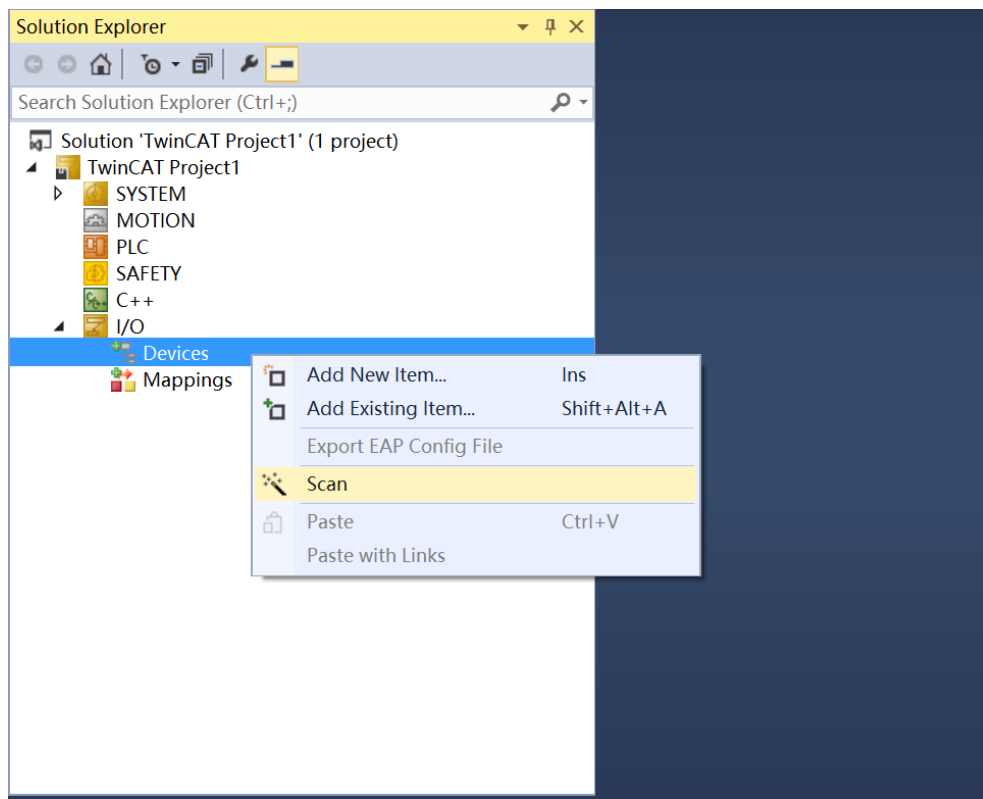 Solution Explorer
Search Solution Explorer (Ctrl+;)
Solution 'TwinCAT Project1' (1 project)
TwinCAT Project1
SYSTEM
MOTION
PLC
SAFETY
C++
I/O
Devices
Mappings
Add New Item... Ins
Add Existing Item... Shift+Alt+A
Export EAP Config File
Scan
Paste Ctrl+V
Paste with Links